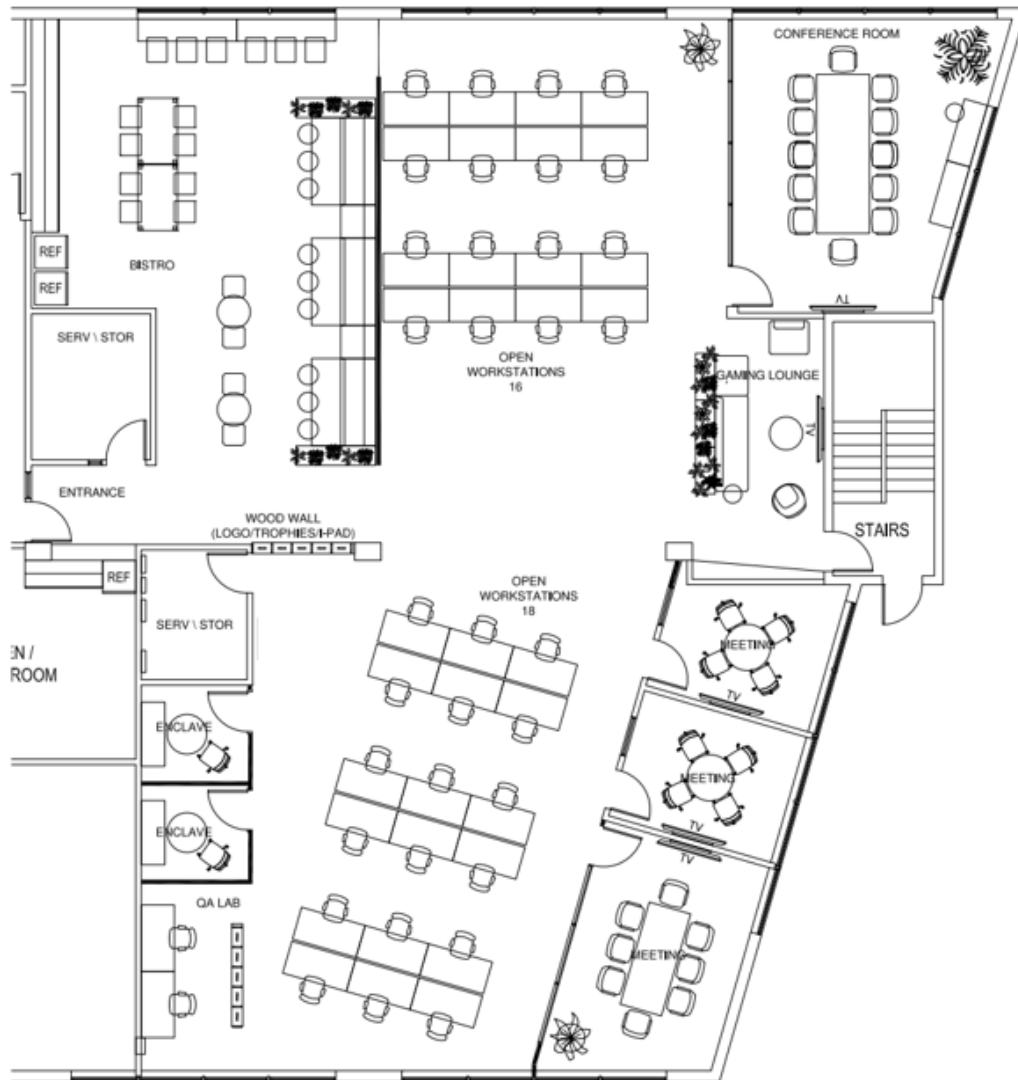 CONFERENCE ROOM
REF
BISTRO
REF
TV
SERV \ STOR
OPEN
WORKSTATIONS
16
GAMING LOUNGE
TV
ENTRANCE
WOOD WALL
(LOGO/TROPHIES/I-PAD)
STAIRS
REF
OPEN
WORKSTATIONS
18
SERV \ STOR
EN /
ROOM
MEETING
TV
ENCLAVE
MEETING
ENCLAVE
TV
TV
QA LAB
MEETING